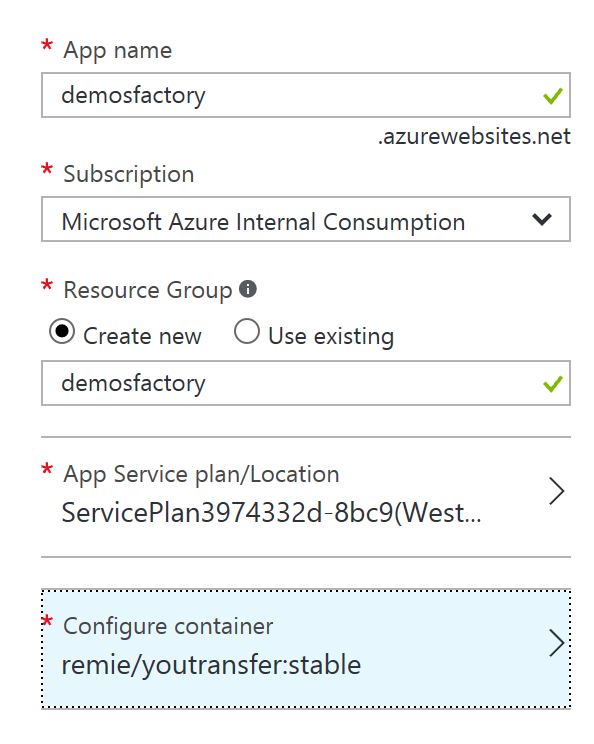 * App name
demosfactory
.azurewebsites.net
* Subscription
Microsoft Azure Internal Consumption
* Resource Group
Create new Use existing
demosfactory
* App Service plan/Location
ServicePlan3974332d-8bc9(West...
* Configure container
remie/youtransfer:stable